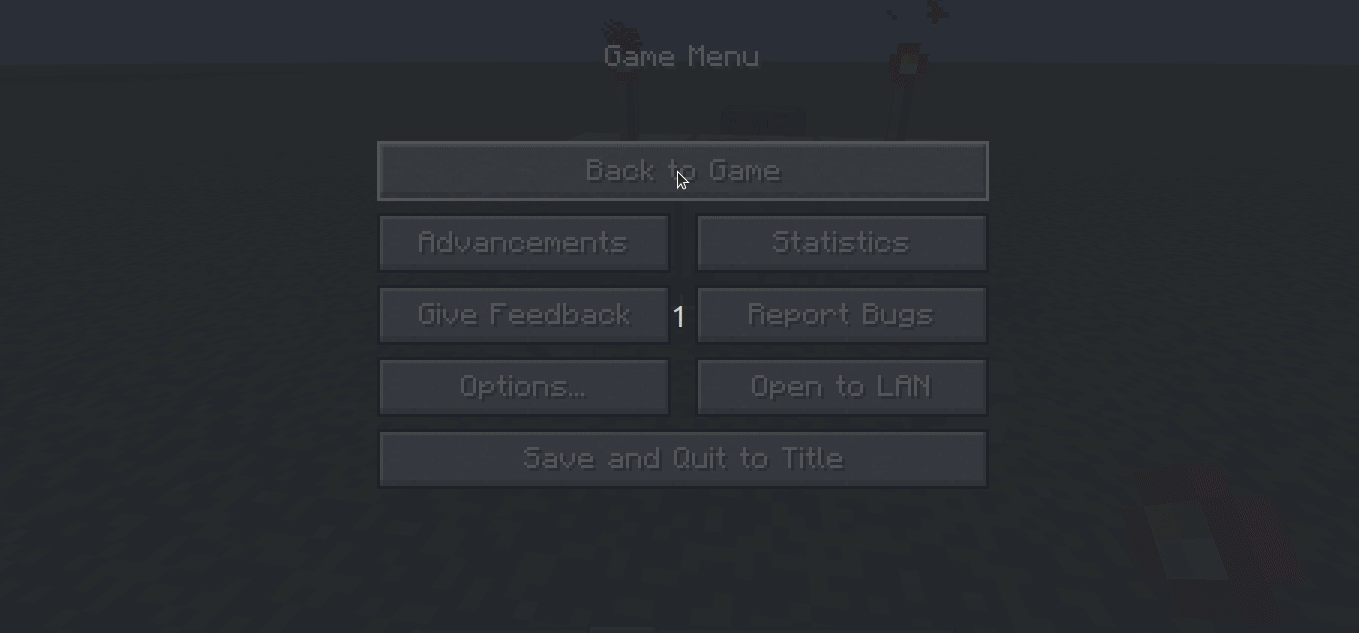 Game Menu
Back to Game
Advancements
Statistics
Give Feedback
1
Report Bugs
Options...
Open to LAN
Save and Quit to Title